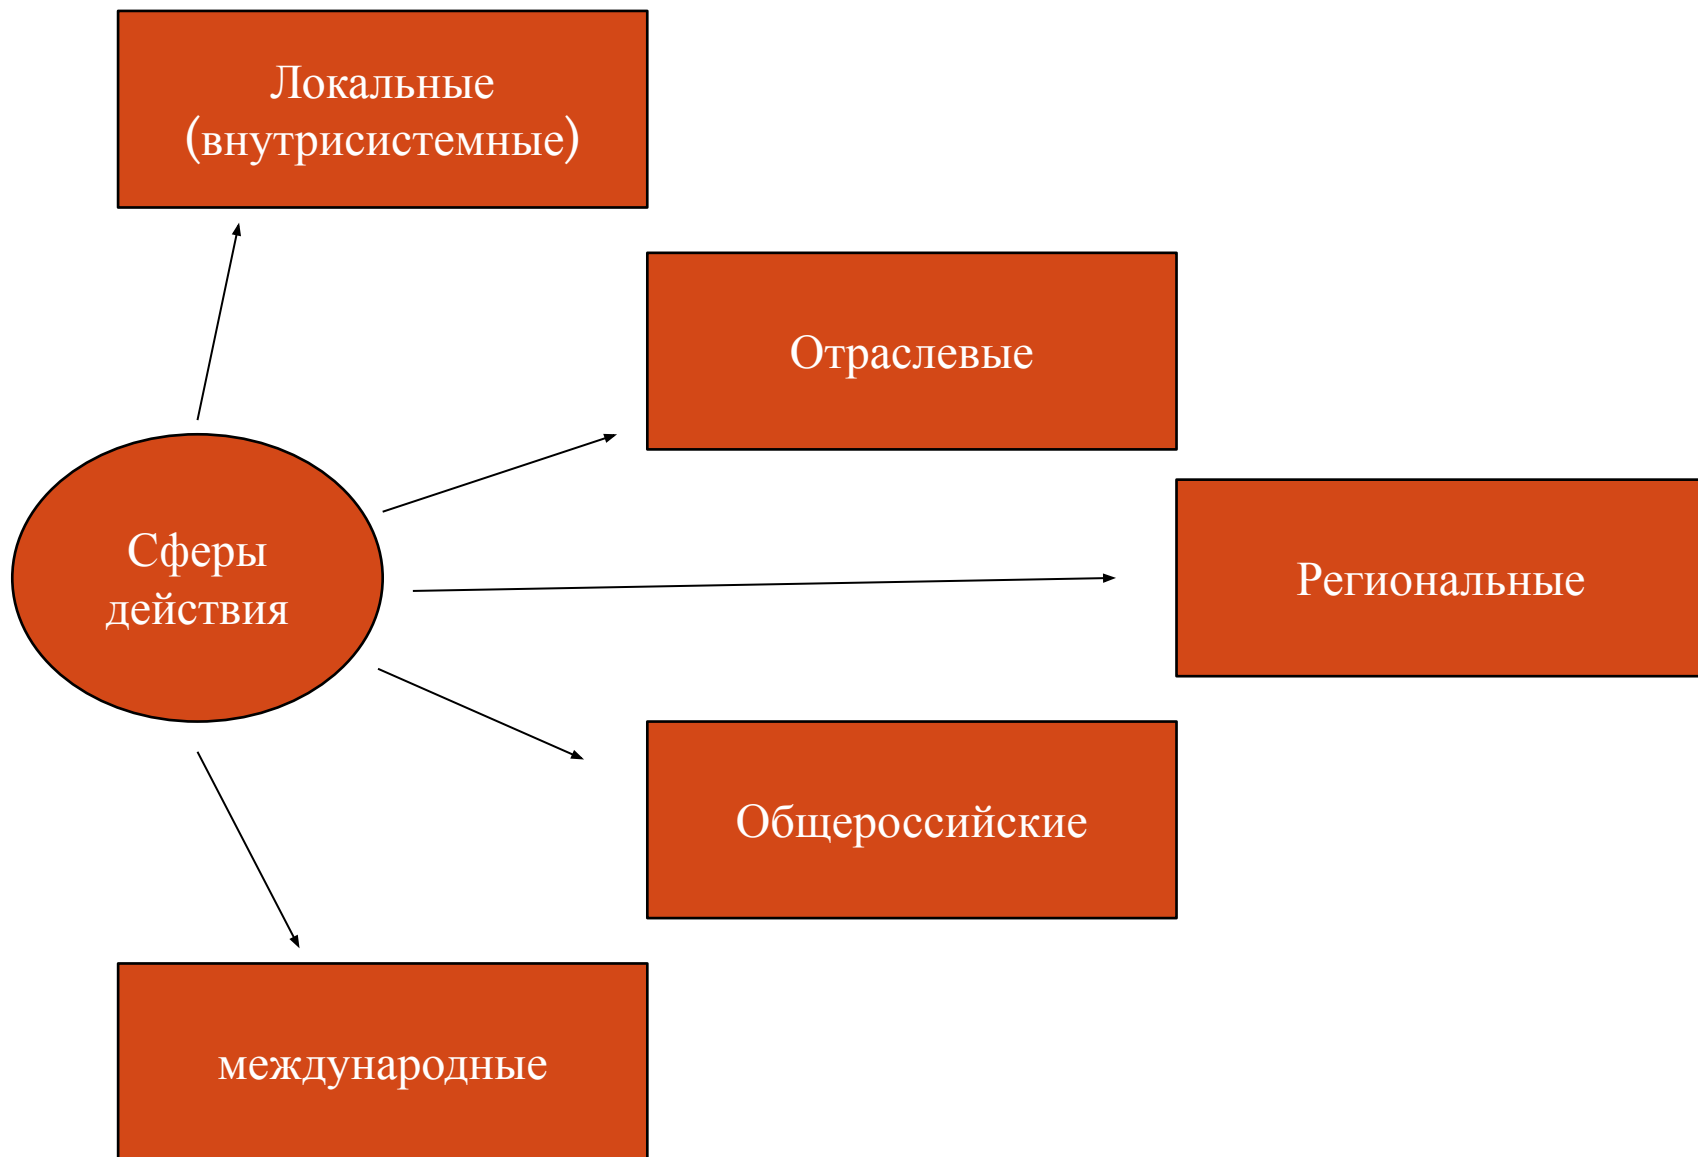 Локальные
(внутрисистемные)
Отраслевые
Сферы
действия
Региональные
Общероссийские
международные